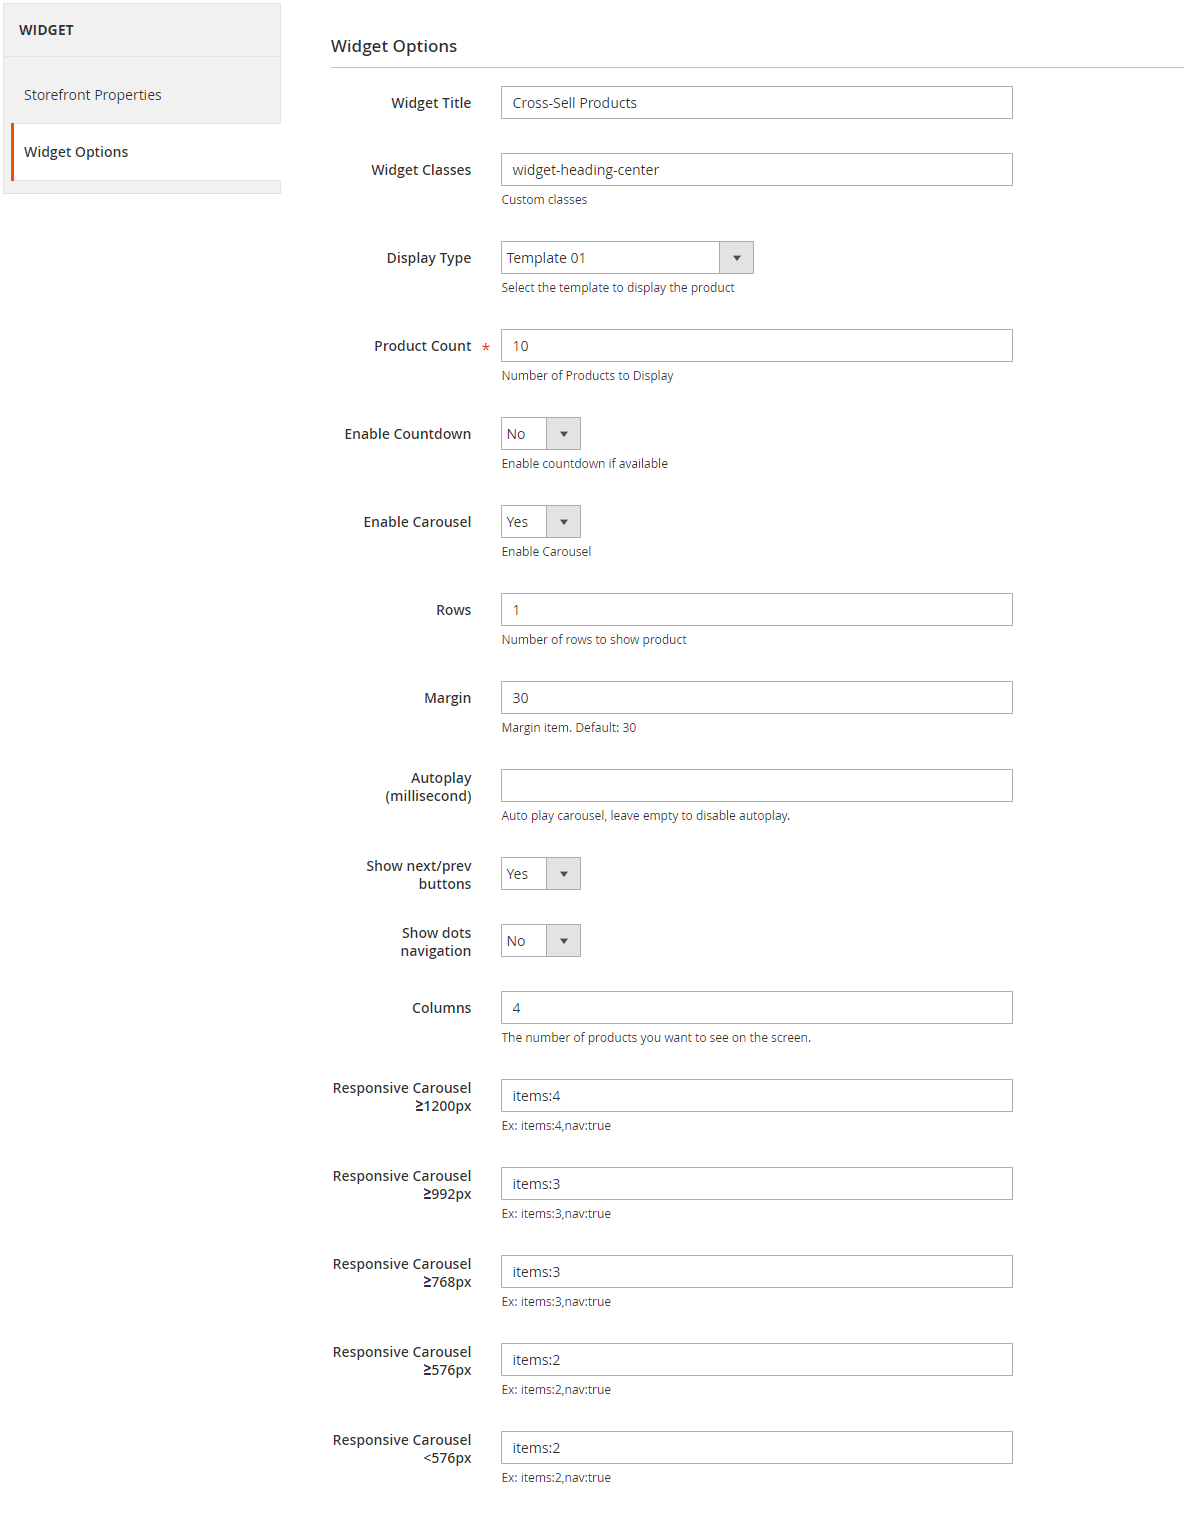 WIDGET
Storefront Properties
Widget Options
Widget Options
Widget Title
Cross-Sell Products
Widget Classes
widget-heading-center
Custom classes
Display Type
Template 01
Select the template to display the product
Product Count *
10
Number of Products to Display
Enable Countdown
No
Enable countdown if available
Enable Carousel
Yes
Enable Carousel
Rows
1
Number of rows to show product
Margin
30
Margin item. Default: 30
Autoplay
(millisecond)
Auto play carousel, leave empty to disable autoplay.
Show next/prev
buttons
Yes
Show dots
navigation
No
Columns
4
The number of products you want to see on the screen.
Responsive Carousel
≥1200px
items:4
Ex: items:4,nav:true
Responsive Carousel
≥992px
items:3
Ex: items:3,nav:true
Responsive Carousel
≥768px
items:3
Ex: items:3,nav:true
Responsive Carousel
≥576px
items:2
Ex: items:2,nav:true
Responsive Carousel
<576px
items:2
Ex: items:2,nav:true